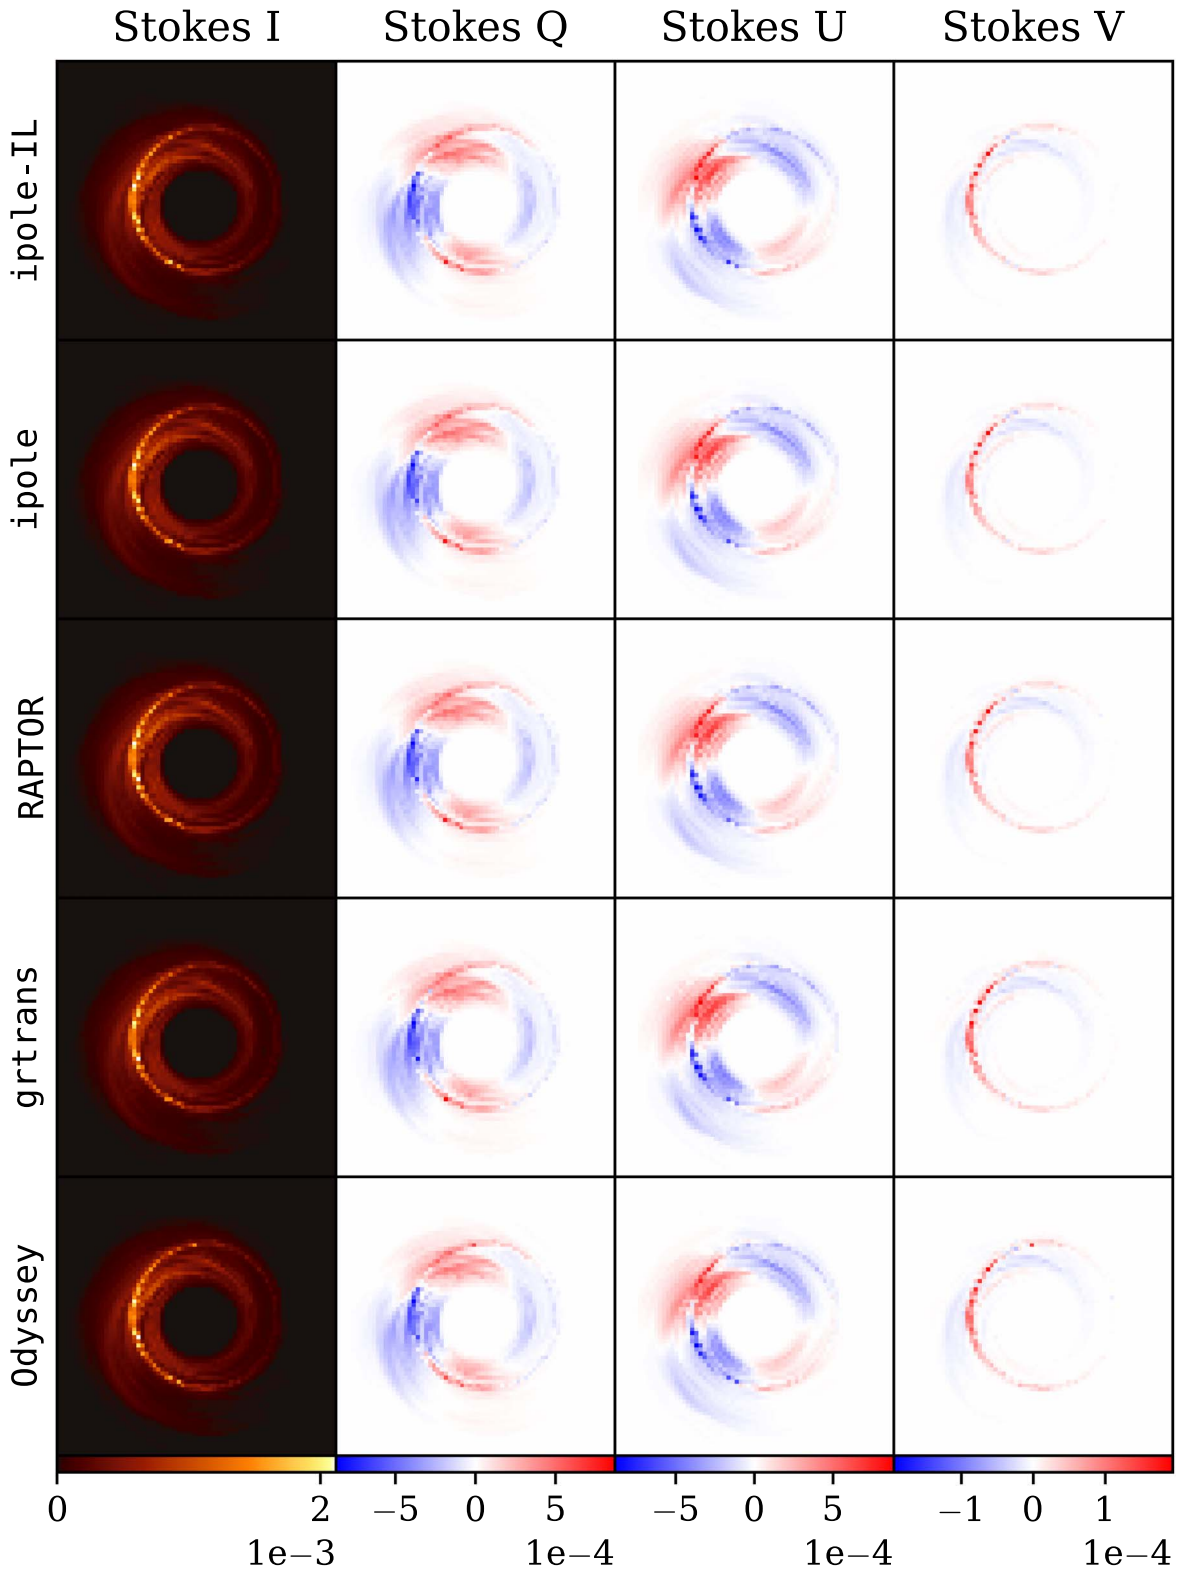 Stokes I Stokes Q Stokes U Stokes V
ipole-IL
ipole
RAPTOR
grtrans
Odyssey
0 2 −5 0 5 −5 0 5 −1 0 1
1e−3 1e−4 1e−4 1e−4